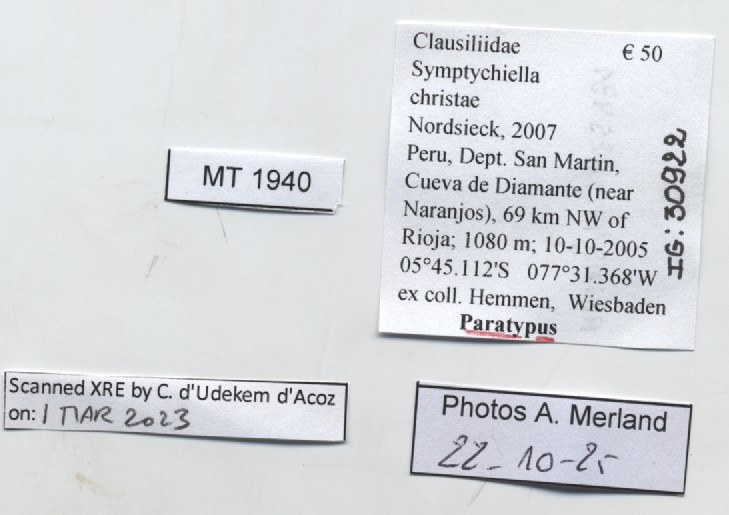 Clausiliidae € 50
Symptychiella
christae
Nordsieck, 2007
Peru, Dept. San Martin,
Cueva de Diamante (near
Naranjos), 69 km NW of
Rioja; 1080 m; 10-10-2005
05°45.112'S 077°31.368'W
ex coll. Hemmen, Wiesbaden
Paratypus
IG: 30922
MT 1940
Scanned XRE by C. d'Udekem d'Acoz
on: 1 MAR 2023
Photos A. Merland
22-10-25